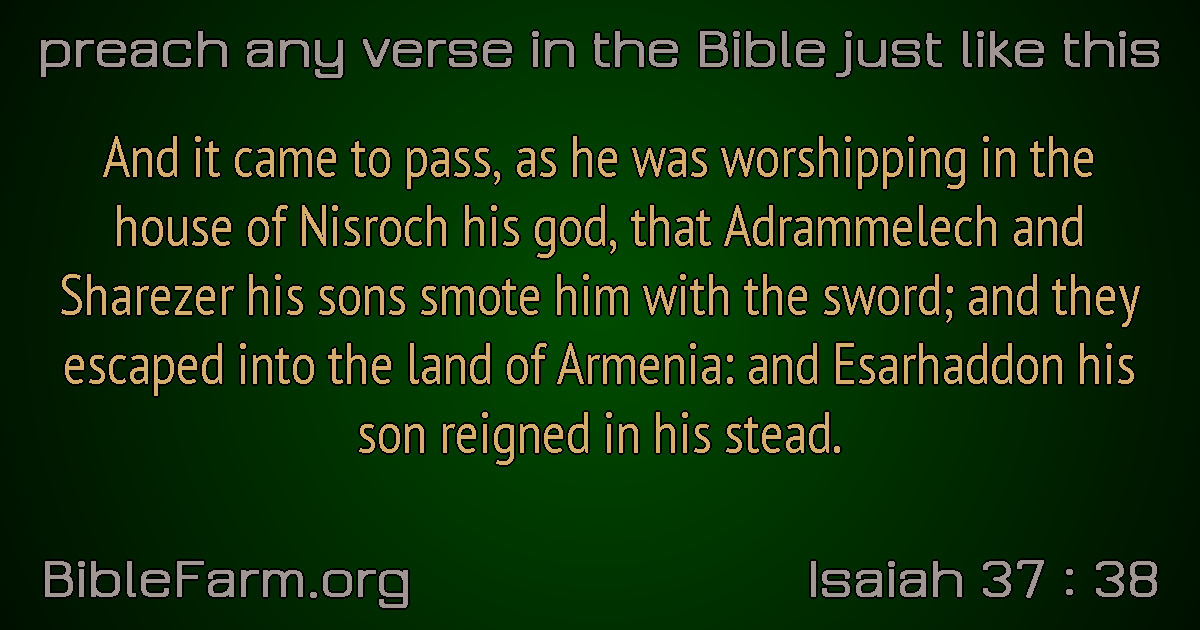 preach any verse in the Bible just like this
And it came to pass, as he was worshipping in the
house of Nisroch his god, that Adrammelech and
Sharezer his sons smote him with the sword; and they
escaped into the land of Armenia: and Esarhaddon his
son reigned in his stead.
BibleFarm.org
Isaiah 37 : 38